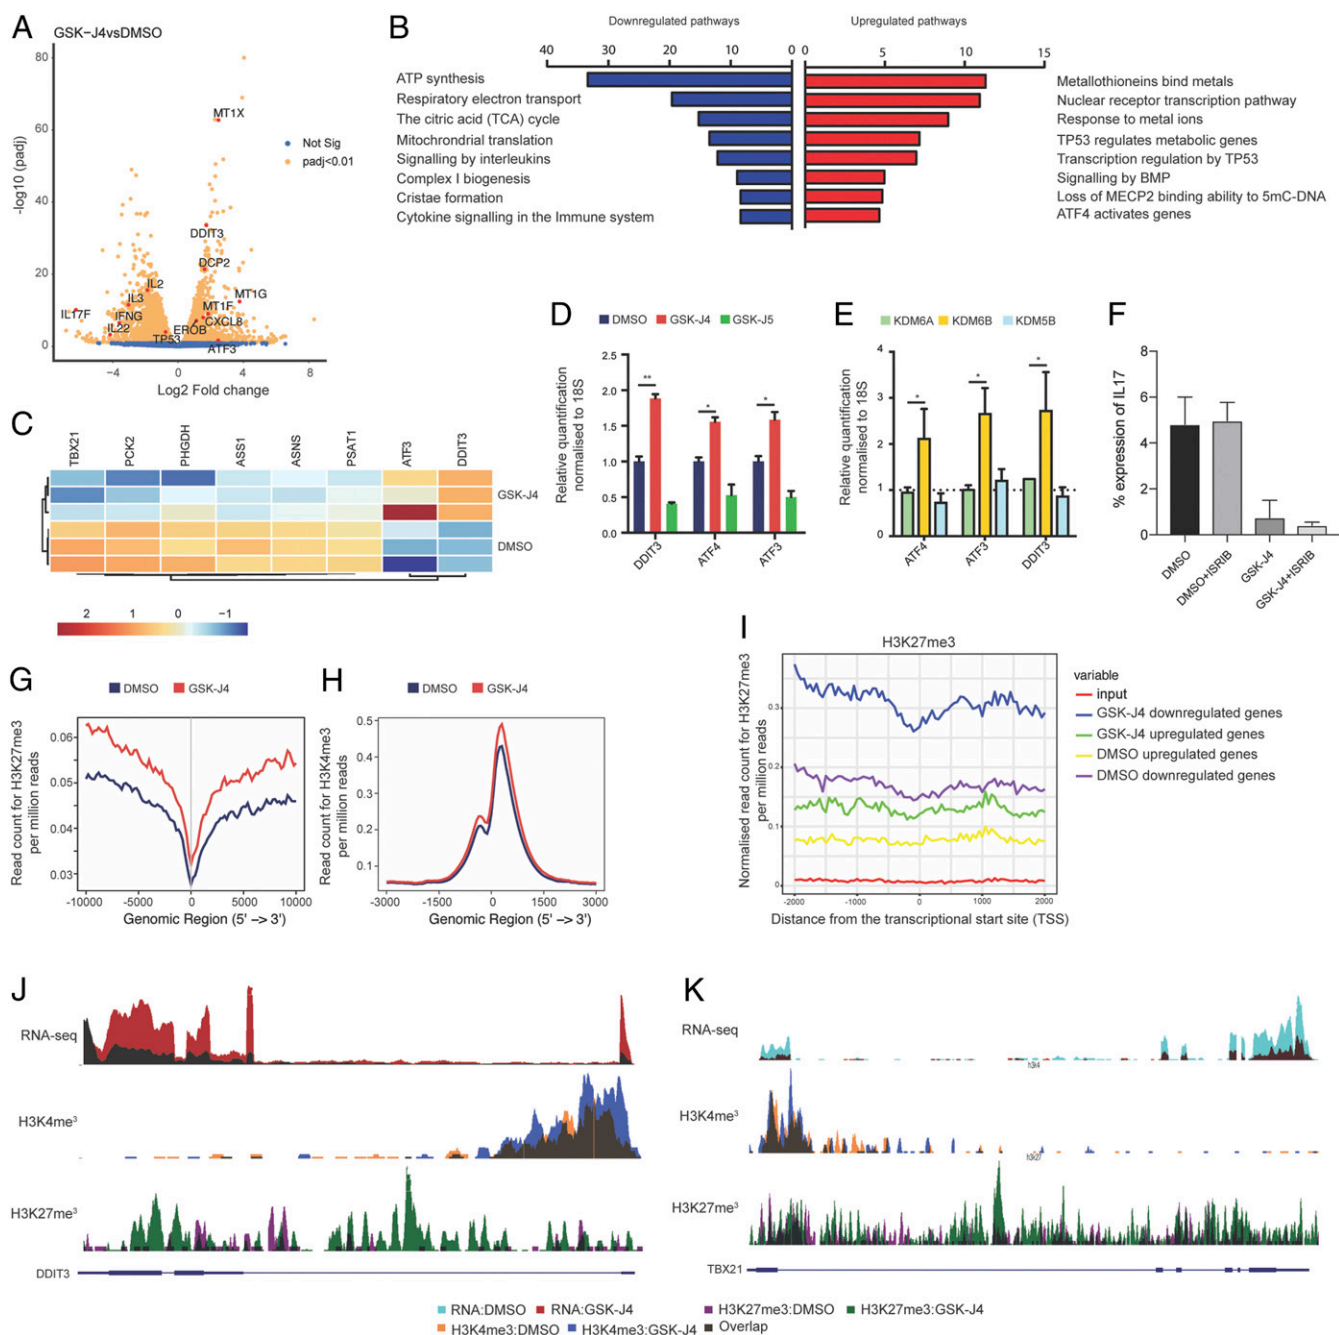 A
GSK-J4vsDMSO
80
60
40
20
0
-log10 (padj)
MT1X
Not Sig
padj<0.01
DDIT3
DCP2
IL2
IL3
MT1G
IL17F
IFNG
MT1F
IL22
EROB
CXCL8
TP53
ATF3
-4
0
4
8
Log2 Fold change
B
Downregulated pathways
Upregulated pathways
40
30
20
10
0
0
5
10
15
ATP synthesis
Respiratory electron transport
The citric acid (TCA) cycle
Mitochrondrial translation
Signalling by interleukins
Complex I biogenesis
Cristae formation
Cytokine signalling in the Immune system
Metallothioneins bind metals
Nuclear receptor transcription pathway
Response to metal ions
TP53 regulates metabolic genes
Transcription regulation by TP53
Signalling by BMP
Loss of MECP2 binding ability to 5mC-DNA
ATF4 activates genes
C
TBX21
PCK2
PHGDH
ASS1
ASNS
PSAT1
ATF3
DDIT3
GSK-J4
DMSO
2
1
0
-1
D
DMSO
GSK-J4
GSK-J5
Relative quantification
normalised to 18S
2.5
2.0
1.5
1.0
0.5
0.0
**
*
*
DDIT3
ATF4
ATF3
E
KDM6A
KDM6B
KDM5B
Relative quantification
normalised to 18S
4
3
2
1
0
*
*
*
ATF4
ATF3
DDIT3
F
% expression of IL17
8
6
4
2
0
DMSO
DMSO+ISRIB
GSK-J4
GSK-J4+ISRIB
G
DMSO
GSK-J4
Read count for H3K27me3
per million reads
0.06
0.05
0.04
0.03
-10000
-5000
0
5000
10000
Genomic Region (5' -> 3')
H
DMSO
GSK-J4
Read count for H3K4me3
per million reads
0.5
0.4
0.3
0.2
0.1
-3000
-1500
0
1500
3000
Genomic Region (5' -> 3')
I
H3K27me3
Normalised read count for H3K27me3
per million reads
0.3
0.2
0.1
0
-2000
-1000
0
1000
2000
Distance from the transcriptional start site (TSS)
variable
input
GSK-J4 downregulated genes
GSK-J4 upregulated genes
DMSO upregulated genes
DMSO downregulated genes
J
RNA-seq
H3K4me³
H3K27me³
DDIT3
K
RNA-seq
h3k4
H3K4me³
h3k27
H3K27me³
TBX21
RNA:DMSO
RNA:GSK-J4
H3K27me3:DMSO
H3K27me3:GSK-J4
H3K4me3:DMSO
H3K4me3:GSK-J4
Overlap